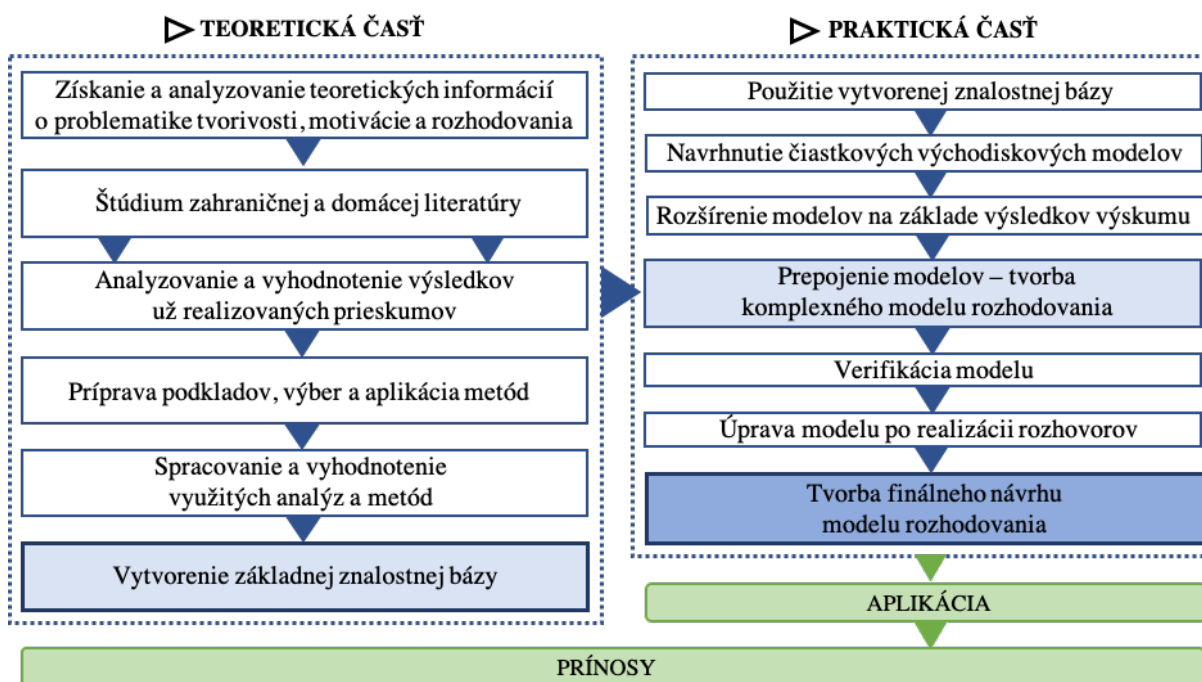 TEORETICKÁ ČASŤ
Získanie a analyzovanie teoretických informácií
o problematike tvorivosti, motivácie a rozhodovania
Štúdium zahraničnej a domácej literatúry
Analyzovanie a vyhodnotenie výsledkov
už realizovaných prieskumov
Príprava podkladov, výber a aplikácia metód
Spracovanie a vyhodnotenie
využitých analýz a metód
Vytvorenie základnej znalostnej bázy
PRAKTICKÁ ČASŤ
Použitie vytvorenej znalostnej bázy
Navrhnutie čiastkových východiskových modelov
Rozšírenie modelov na základe výsledkov výskumu
Prepojenie modelov – tvorba
komplexného modelu rozhodovania
Verifikácia modelu
Úprava modelu po realizácii rozhovorov
Tvorba finálneho návrhu
modelu rozhodovania
APLIKÁCIA
PRÍNOSY